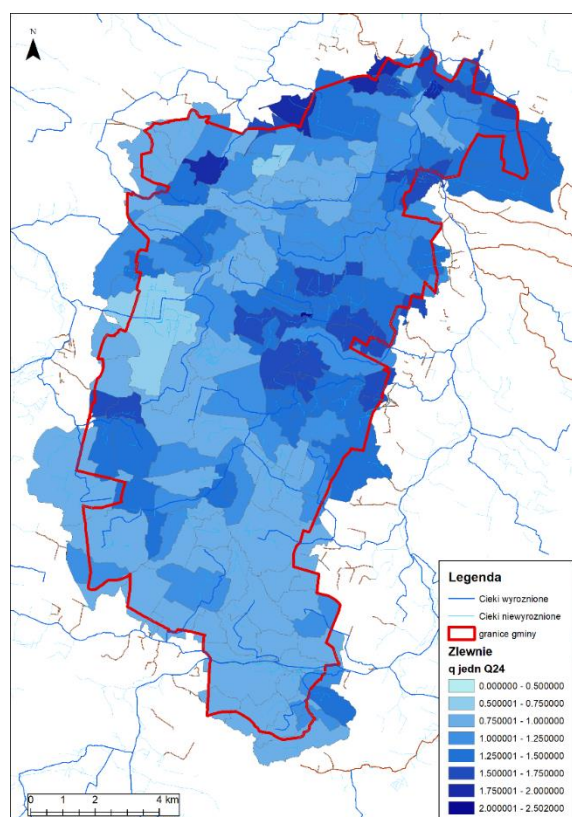 N
Legenda
Cieki wyroznione
Cieki niewyroznione
granice gminy
Zlewnie
q jedn Q24
0.000000 - 0.500000
0.500001 - 0.750000
0.750001 - 1.000000
1.000001 - 1.250000
1.250001 - 1.500000
1.500001 - 1.750000
1.750001 - 2.000000
2.000001 - 2.502000
0 1 2 4 km